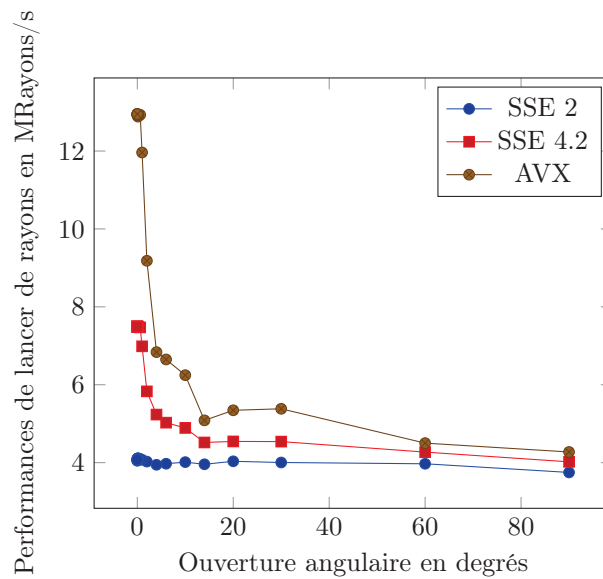 Performances de lancer de rayons en MRayons/s
12
10
8
6
4
0
20
40
60
80
Ouverture angulaire en degrés
SSE 2
SSE 4.2
AVX